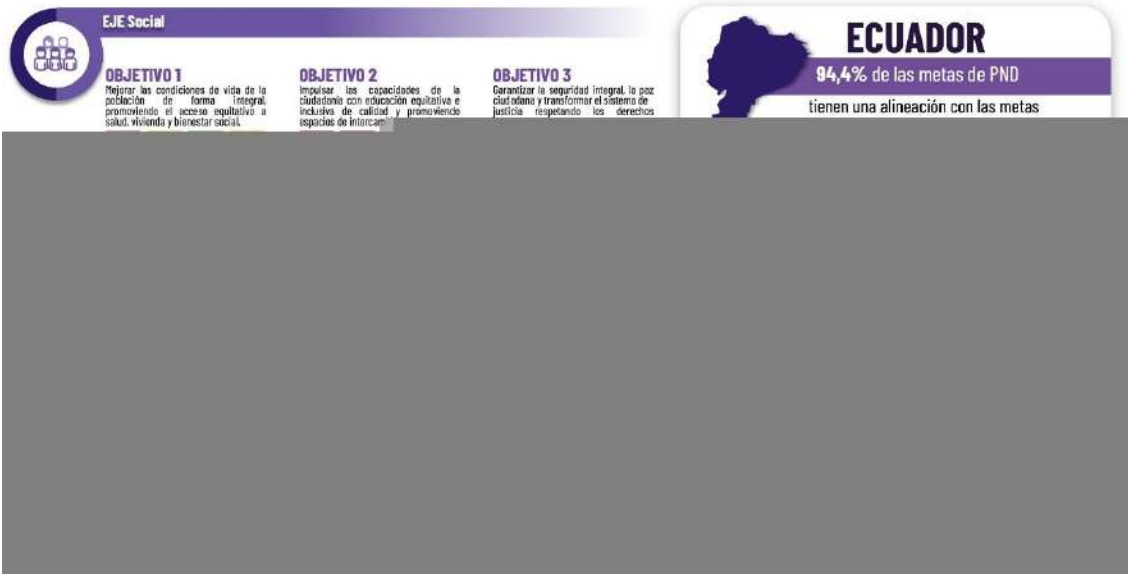 EJE Social
OBJETIVO 1
Mejorar las condiciones de vida de la
población de forma integral,
promoviendo el acceso equitativo a
salud, vivienda y bienestar social.
OBJETIVO 2
Impulsar las capacidades de la
ciudadanía con educación equitativa e
inclusiva de calidad y promoviendo
espacios de intercam
OBJETIVO 3
Garantizar la seguridad integral, la paz
ciudadana y transformar el sistema de
justicia respetando los derechos
ECUADOR
94,4% de las metas de PND
tienen una alineación con las metas